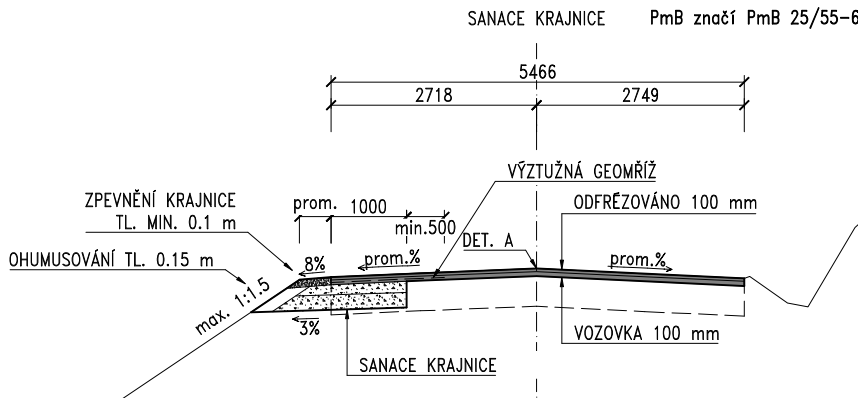 SANACE KRAJNICE
PmB značí PmB 25/55-6
5466
2718
2749
VÝZTUŽNÁ GEOMŘÍŽ
ZPEVNĚNÍ KRAJNICE
TL. MIN. 0.1 m
prom.
1000
ODFRÉZOVÁNO 100 mm
min.500
DET. A
OHUMUSOVÁNÍ TL. 0.15 m
8%
prom.%
prom.%
max. 1:1.5
3%
VOZOVKA 100 mm
SANACE KRAJNICE